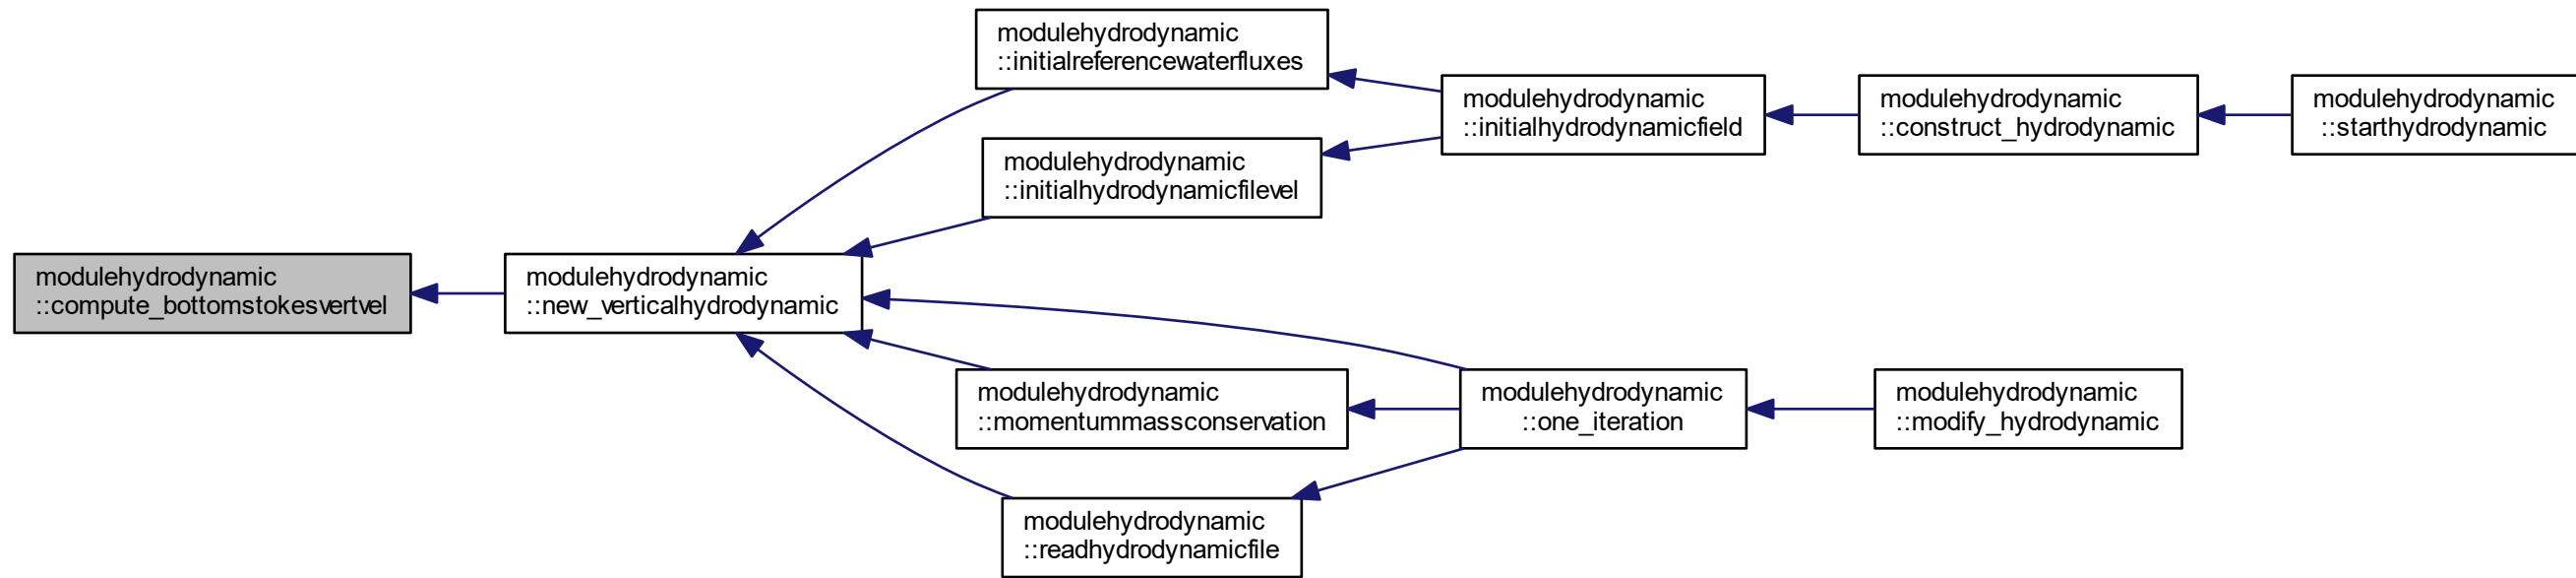 modulehydrodynamic
::compute_bottomstokesvertvel
modulehydrodynamic
::new_verticalhydrodynamic
modulehydrodynamic
::initialreferencewaterfluxes
modulehydrodynamic
::initialhydrodynamicfilevel
modulehydrodynamic
::initialhydrodynamicfield
modulehydrodynamic
::construct_hydrodynamic
modulehydrodynamic
::starthydrodynamic
modulehydrodynamic
::momentummassconservation
modulehydrodynamic
::one_iteration
modulehydrodynamic
::modify_hydrodynamic
modulehydrodynamic
::readhydrodynamicfile